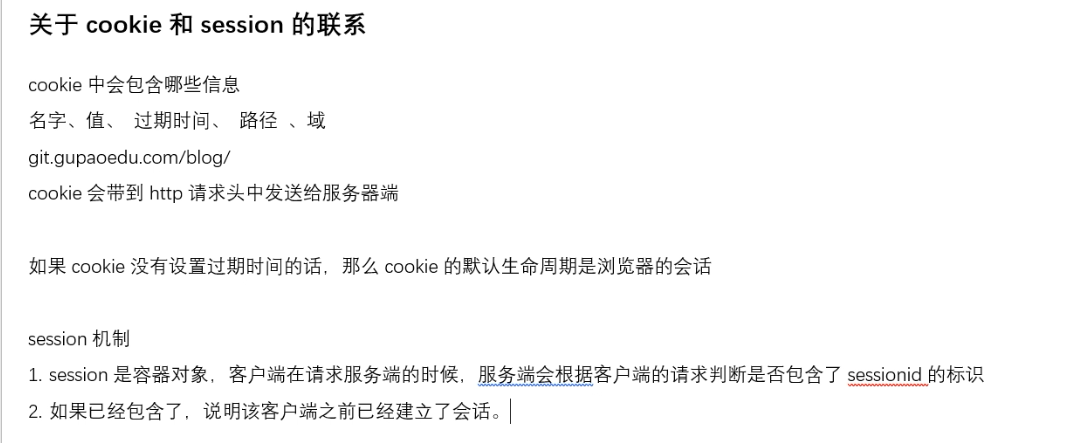 关于 cookie 和 session 的联系
cookie 中会包含哪些信息
名字、值、 过期时间、 路径 、域
git.gupaoedu.com/blog/
cookie 会带到 http 请求头中发送给服务器端
如果 cookie 没有设置过期时间的话，那么 cookie 的默认生命周期是浏览器的会话
session 机制
1. session 是容器对象，客户端在请求服务端的时候，服务端会根据客户端的请求判断是否包含了 sessionid 的标识
2. 如果已经包含了，说明该客户端之前已经建立了会话。